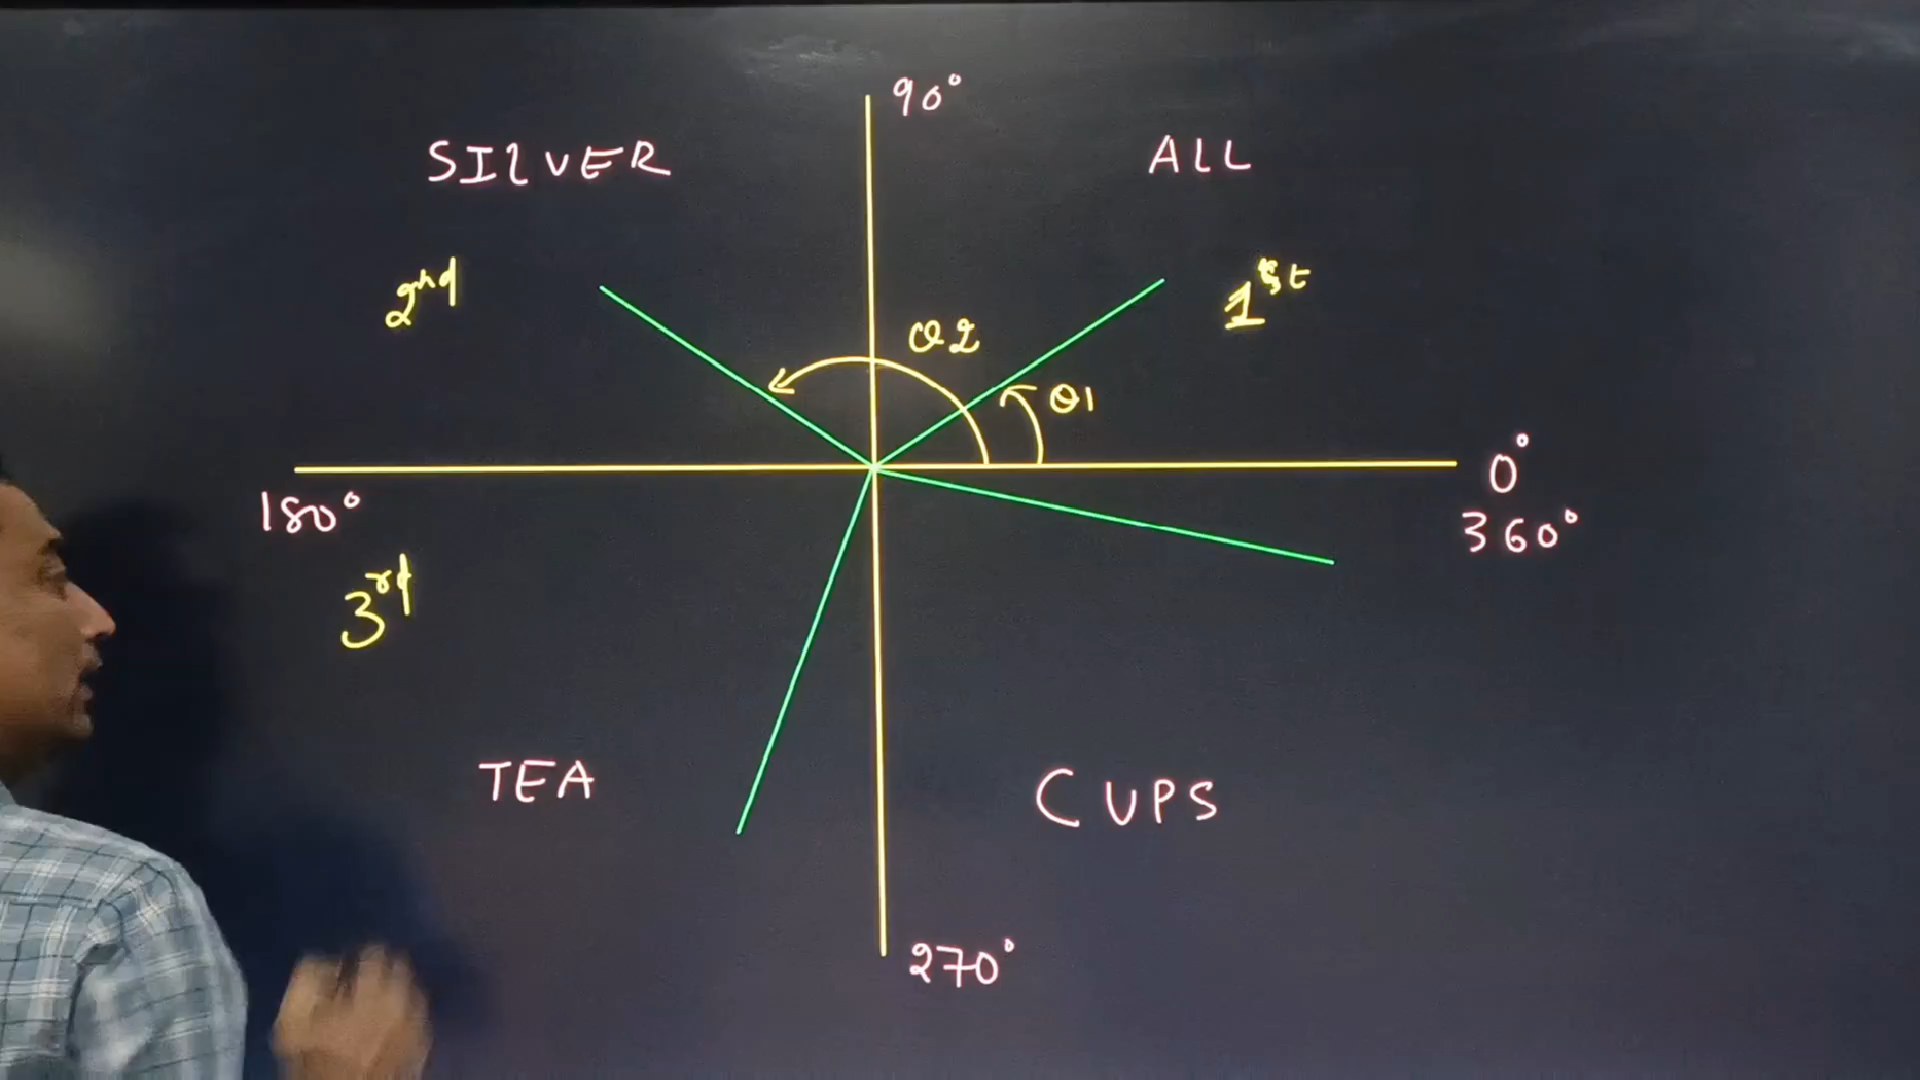 90°
SILVER
ALL
2nd
1st
θ2
θ1
0°
180°
360°
3rd
TEA
CUPS
270°